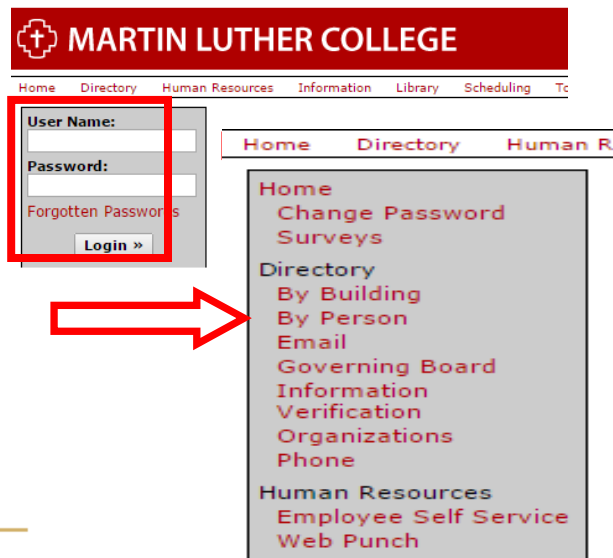 MARTIN LUTHER COLLEGE
Home Directory Human Resources Information Library Scheduling
User Name:
Password:
Forgotten Passwords
Login »
Home Directory Human R
Home
Change Password
Surveys
Directory
By Building
By Person
Email
Governing Board
Information
Verification
Organizations
Phone
Human Resources
Employee Self Service
Web Punch